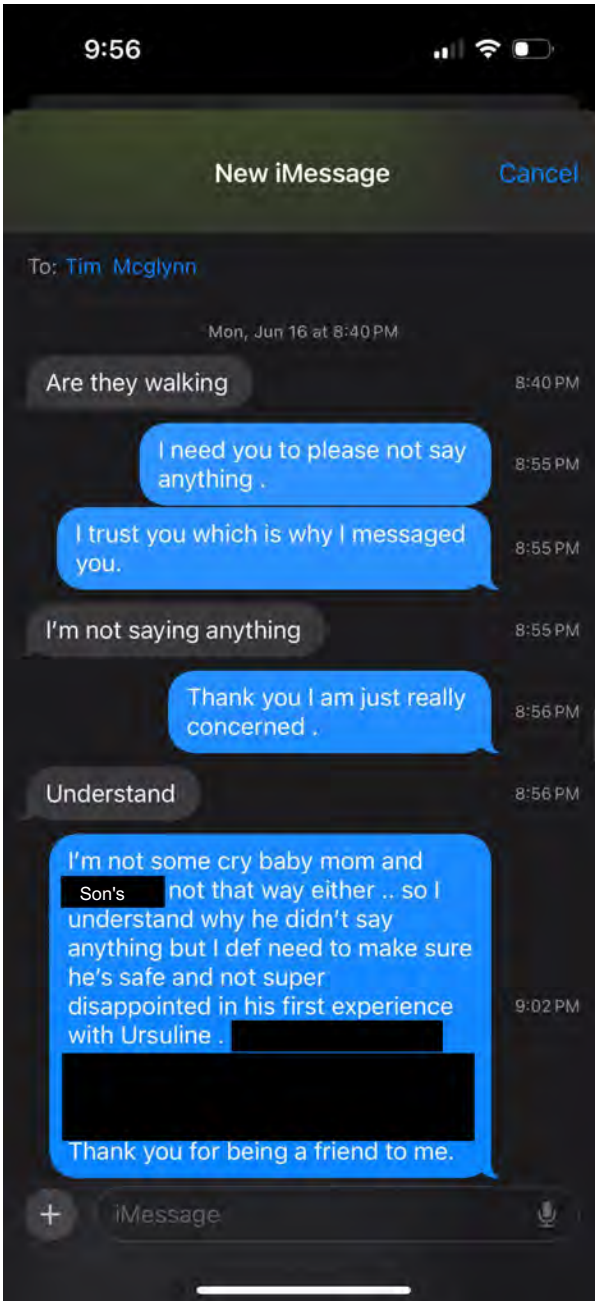 9:56
New iMessage
Cancel
To: Tim Mcglynn
Mon, Jun 16 at 8:40 PM
Are they walking
8:40 PM
I need you to please not say
anything .
8:55 PM
I trust you which is why I messaged
you.
8:55 PM
I'm not saying anything
8:55 PM
Thank you I am just really
concerned .
8:56 PM
Understand
8:56 PM
I'm not some cry baby mom and
Son's not that way either .. so I
understand why he didn't say
anything but I def need to make sure
he's safe and not super
disappointed in his first experience
with Ursuline .
Thank you for being a friend to me.
9:02 PM
iMessage